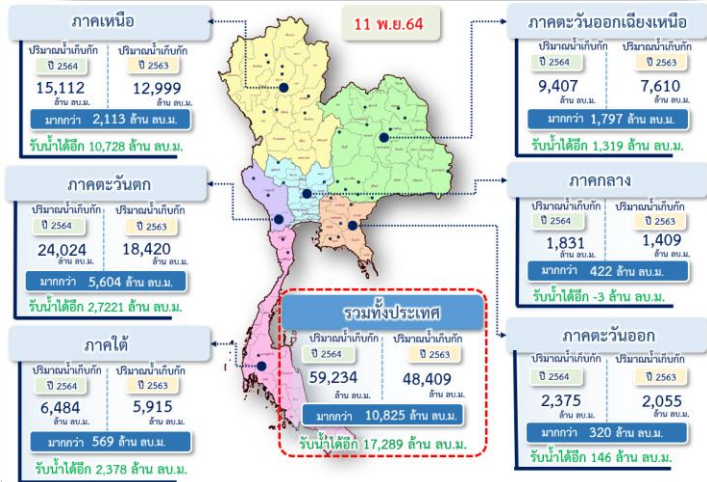 11 พ.ย.64
ภาคเหนือ
ปริมาณน้ำเก็บกัก ปริมาณน้ำเก็บกัก
ปี 2564 ปี 2563
15,112 12,999
ล้าน ลบ.ม. ล้าน ลบ.ม.
มากกว่า 2,113 ล้าน ลบ.ม.
รับน้ำได้อีก 10,728 ล้าน ลบ.ม.
ภาคตะวันออกเฉียงเหนือ
ปริมาณน้ำเก็บกัก ปริมาณน้ำเก็บกัก
ปี 2564 ปี 2563
9,407 7,610
ล้าน ลบ.ม. ล้าน ลบ.ม.
มากกว่า 1,797 ล้าน ลบ.ม.
รับน้ำได้อีก 1,319 ล้าน ลบ.ม.
ภาคตะวันตก
ปริมาณน้ำเก็บกัก ปริมาณน้ำเก็บกัก
ปี 2564 ปี 2563
24,024 18,420
ล้าน ลบ.ม. ล้าน ลบ.ม.
มากกว่า 5,604 ล้าน ลบ.ม.
รับน้ำได้อีก 2,7221 ล้าน ลบ.ม.
ภาคกลาง
ปริมาณน้ำเก็บกัก ปริมาณน้ำเก็บกัก
ปี 2564 ปี 2563
1,831 1,409
ล้าน ลบ.ม. ล้าน ลบ.ม.
มากกว่า 422 ล้าน ลบ.ม.
รับน้ำได้อีก -3 ล้าน ลบ.ม.
ภาคใต้
ปริมาณน้ำเก็บกัก ปริมาณน้ำเก็บกัก
ปี 2564 ปี 2563
6,484 5,915
ล้าน ลบ.ม. ล้าน ลบ.ม.
มากกว่า 569 ล้าน ลบ.ม.
รับน้ำได้อีก 2,378 ล้าน ลบ.ม.
รวมทั้งประเทศ
ปริมาณน้ำเก็บกัก ปริมาณน้ำเก็บกัก
ปี 2564 ปี 2563
59,234 48,409
ล้าน ลบ.ม. ล้าน ลบ.ม.
มากกว่า 10,825 ล้าน ลบ.ม.
รับน้ำได้อีก 17,289 ล้าน ลบ.ม.
ภาคตะวันออก
ปริมาณน้ำเก็บกัก ปริมาณน้ำเก็บกัก
ปี 2564 ปี 2563
2,375 2,055
ล้าน ลบ.ม. ล้าน ลบ.ม.
มากกว่า 320 ล้าน ลบ.ม.
รับน้ำได้อีก 146 ล้าน ลบ.ม.